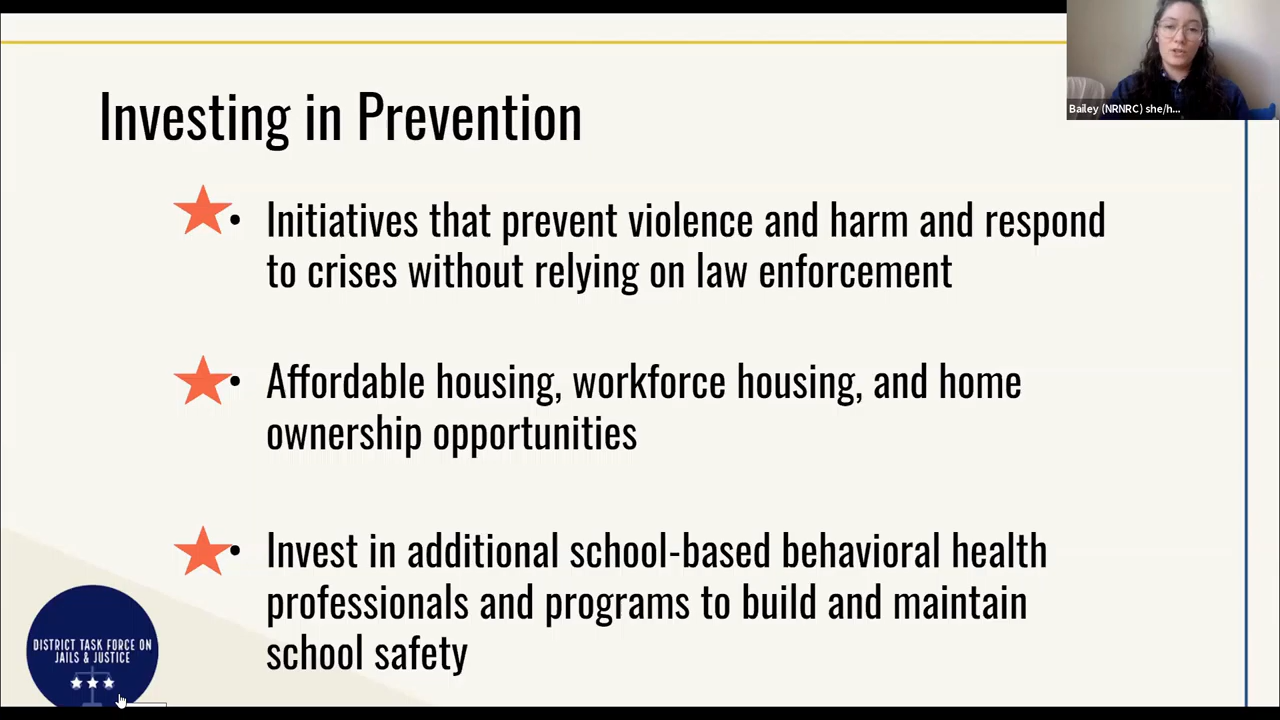 Investing in Prevention
Bailey (NRNRC) she/h...
• Initiatives that prevent violence and harm and respond
to crises without relying on law enforcement
• Affordable housing, workforce housing, and home
ownership opportunities
• Invest in additional school-based behavioral health
professionals and programs to build and maintain
school safety
DISTRICT TASK FORCE ON
JAILS & JUSTICE